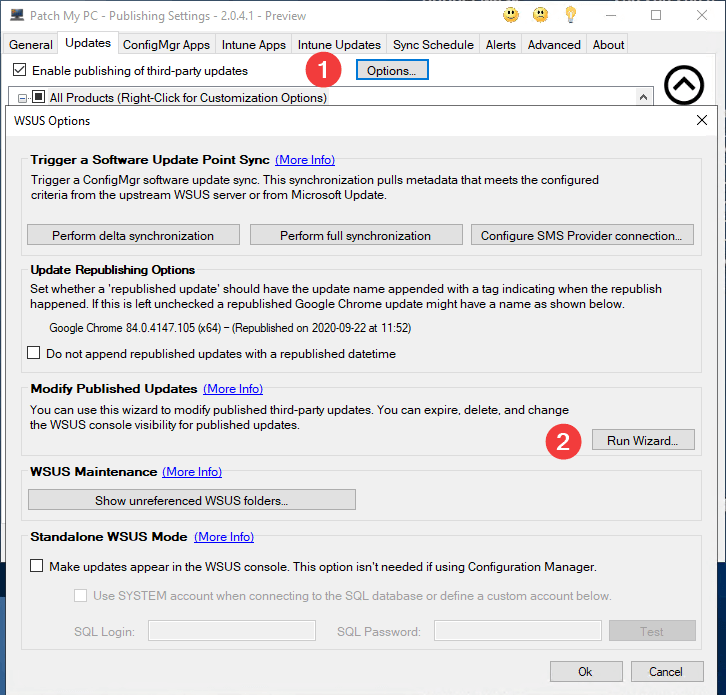 Patch My PC - Publishing Settings - 2.0.4.1 - Preview
General Updates ConfigMgr Apps Intune Apps Intune Updates Sync Schedule Alerts Advanced About
Enable publishing of third-party updates 1 Options...
All Products (Right-Click for Customization Options)
WSUS Options
Trigger a Software Update Point Sync (More Info)
Trigger a ConfigMgr software update sync. This synchronization pulls metadata that meets the configured
criteria from the upstream WSUS server or from Microsoft Update.
Perform delta synchronization Perform full synchronization Configure SMS Provider connection...
Update Republishing Options
Set whether a 'republished update' should have the update name appended with a tag indicating when the republish
happened. If this is left unchecked a republished Google Chrome update might have a name as shown below.
Google Chrome 84.0.4147.105 (x64) – (Republished on 2020-09-22 at 11:52)
Do not append republished updates with a republished datetime
Modify Published Updates (More Info)
You can use this wizard to modify published third-party updates. You can expire, delete, and change
the WSUS console visibility for published updates.
2 Run Wizard...
WSUS Maintenance (More Info)
Show unreferenced WSUS folders...
Standalone WSUS Mode (More Info)
Make updates appear in the WSUS console. This option isn't needed if using Configuration Manager.
Use SYSTEM account when connecting to the SQL database or define a custom account below.
SQL Login: SQL Password: Test
Ok Cancel